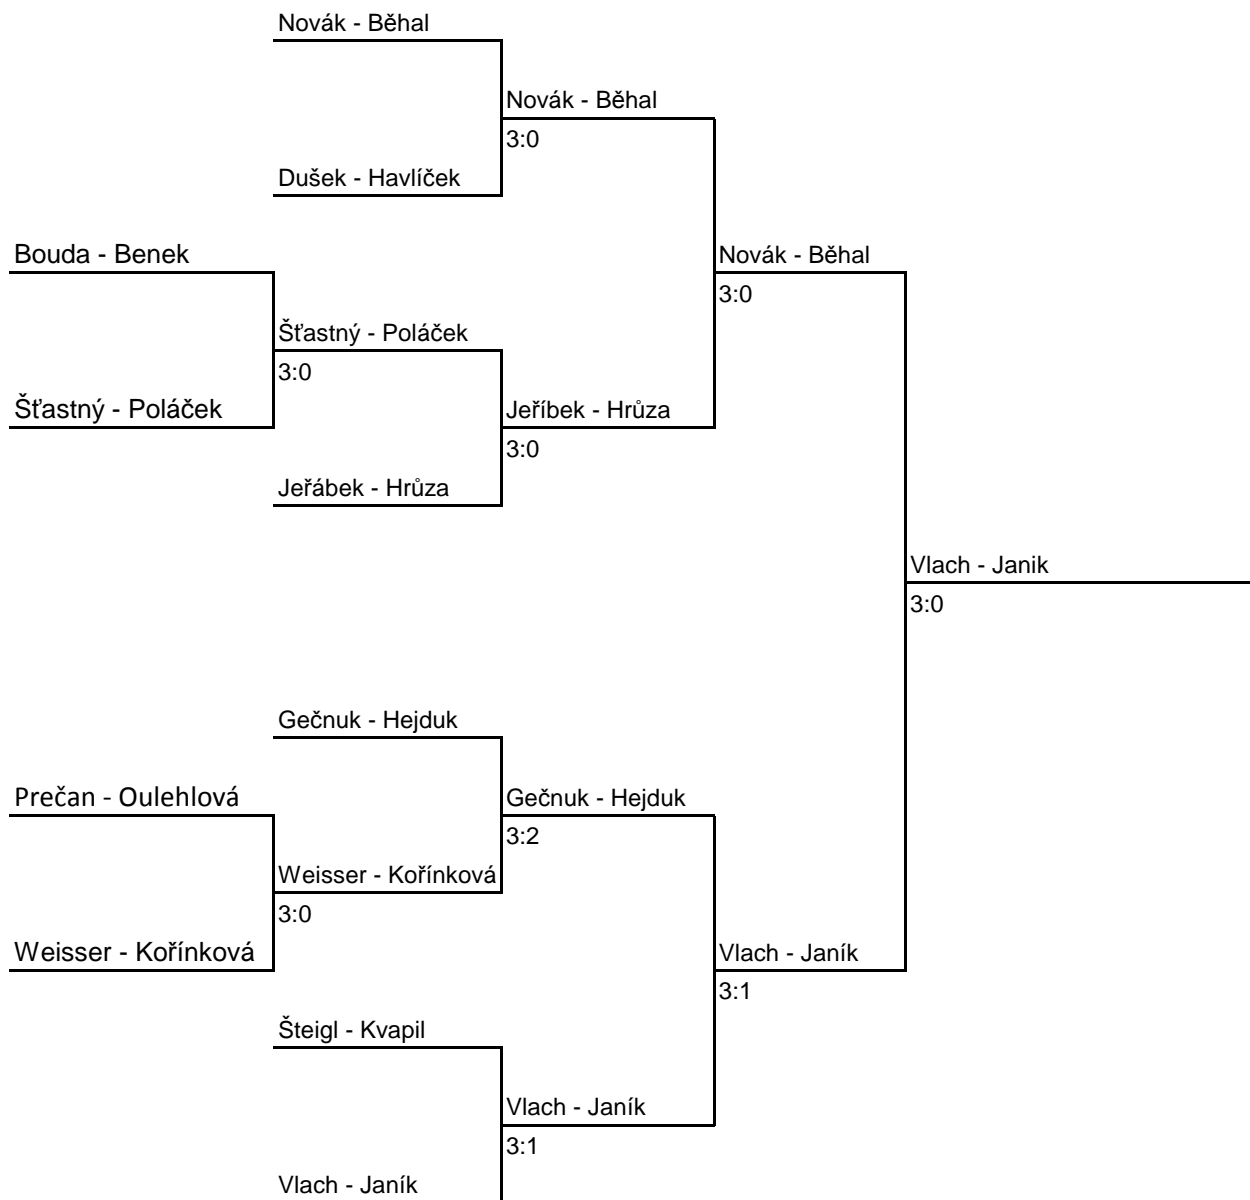 Novák - Běhal
Novák - Běhal
3:0
Dušek - Havlíček
Bouda - Benek
Novák - Běhal
3:0
Šťastný - Poláček
3:0
Šťastný - Poláček
Jeříbek - Hrůza
3:0
Jeřábek - Hrůza
Vlach - Janik
3:0
Gečnuk - Hejduk
Prečan - Oulehlová
Gečnuk - Hejduk
3:2
Weisser - Kořínková
3:0
Weisser - Kořínková
Vlach - Janík
3:1
Šteigl - Kvapil
Vlach - Janík
3:1
Vlach - Janík